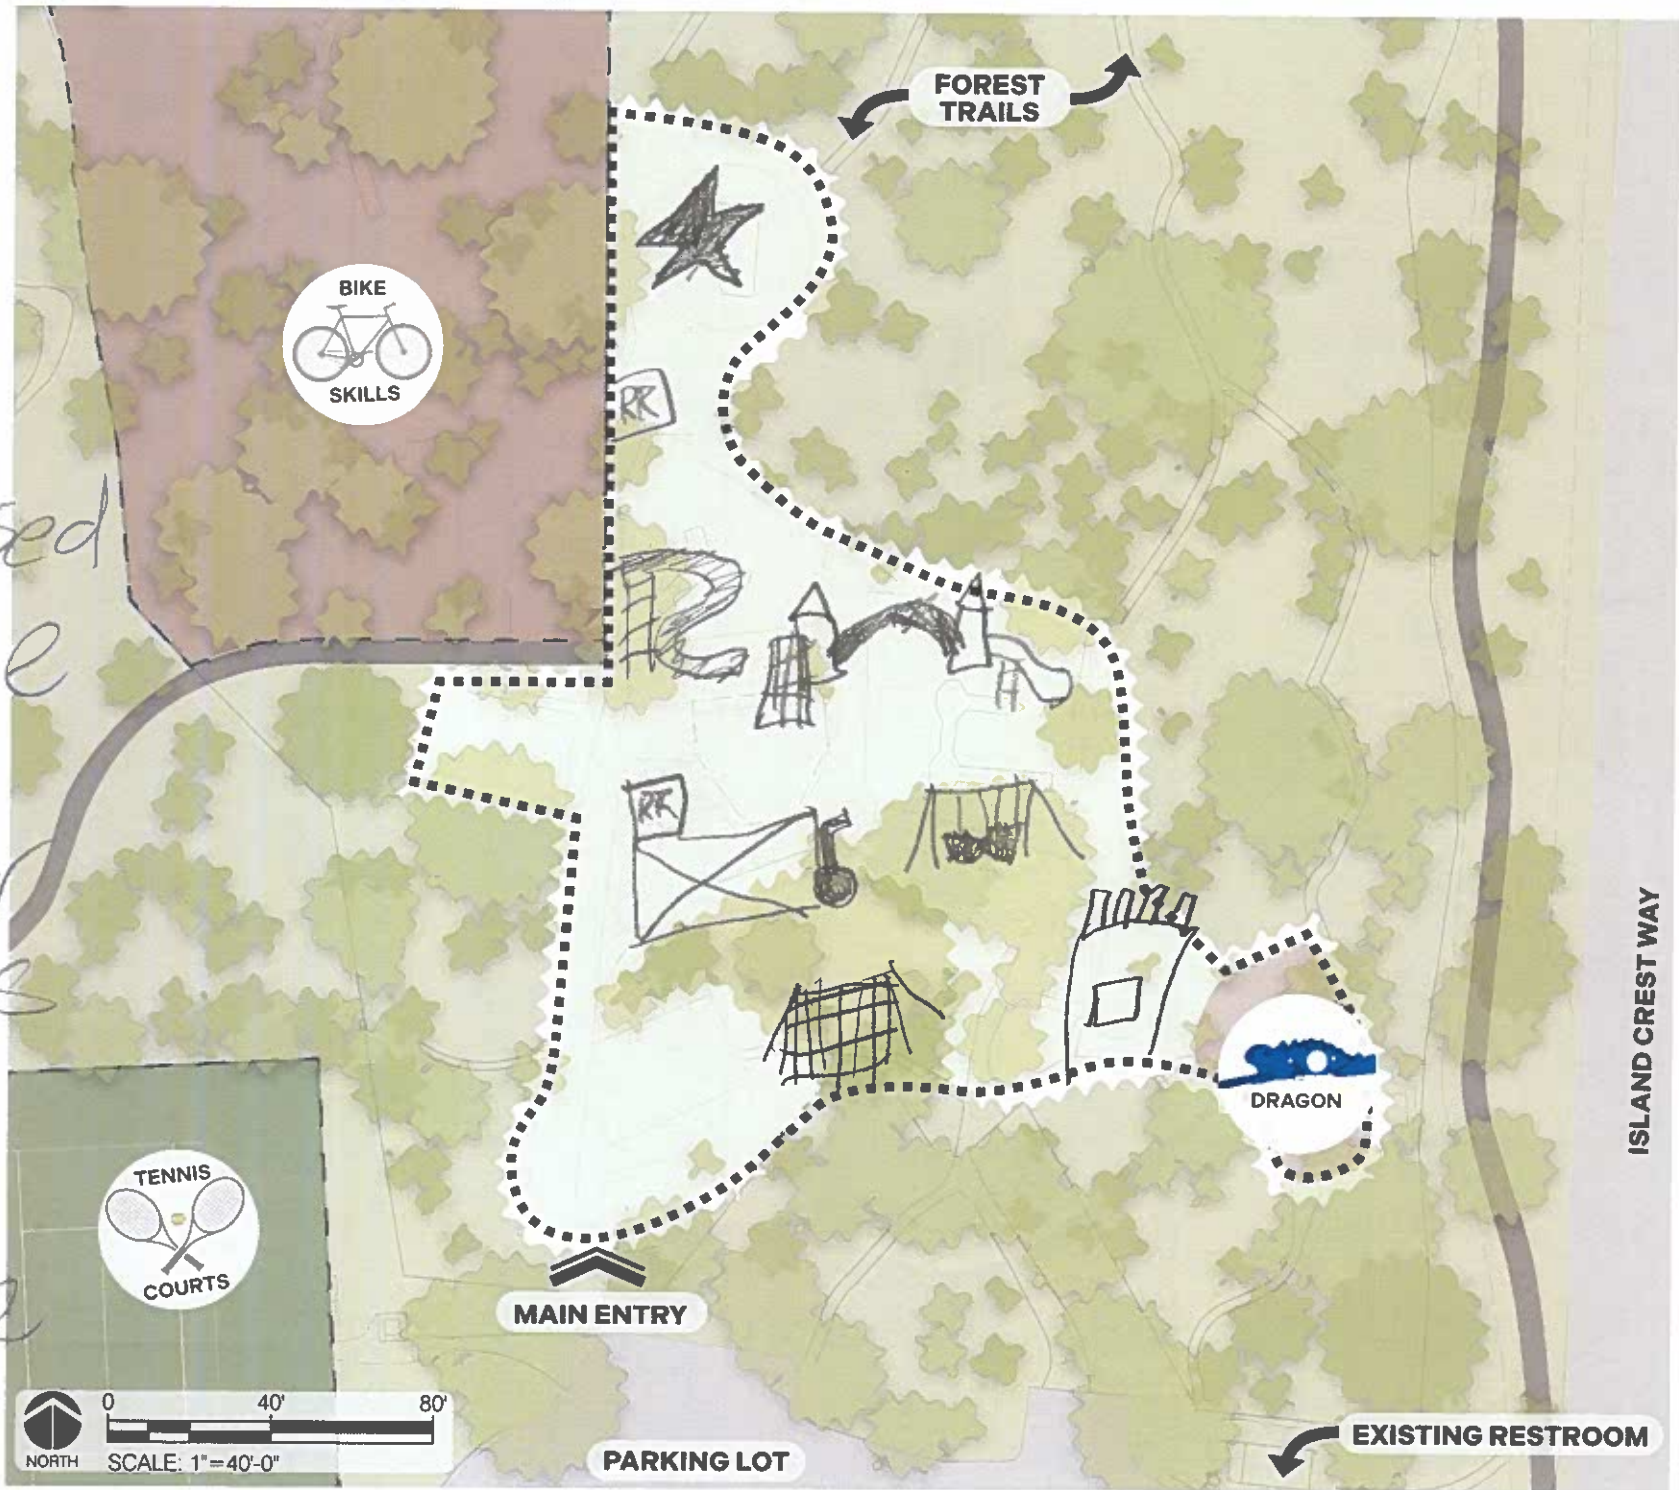 FOREST
TRAILS
BIKE
SKILLS
RR
sed
e
RR
s
DRAGON
ISLAND CREST WAY
TENNIS
COURTS
MAIN ENTRY
0 40' 80'
NORTH
SCALE: 1"=40'-0"
PARKING LOT
EXISTING RESTROOM